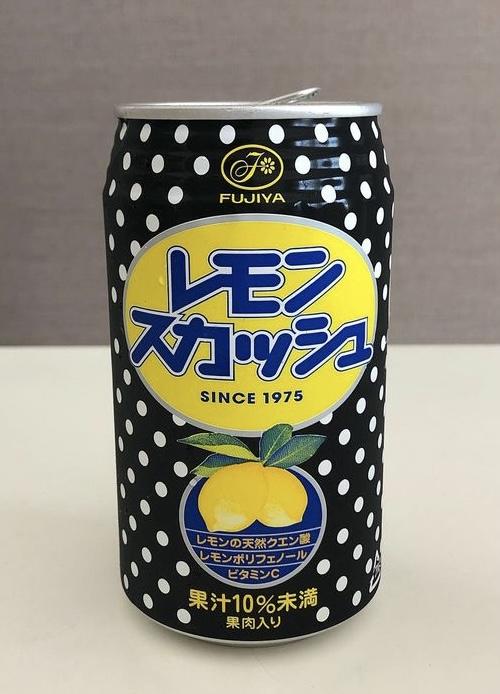 FUJIYA
レモン
スカッシュ
SINCE 1975
レモンの天然クエン酸
レモンポリフェノール
ビタミンC
果汁10%未満
果肉入り